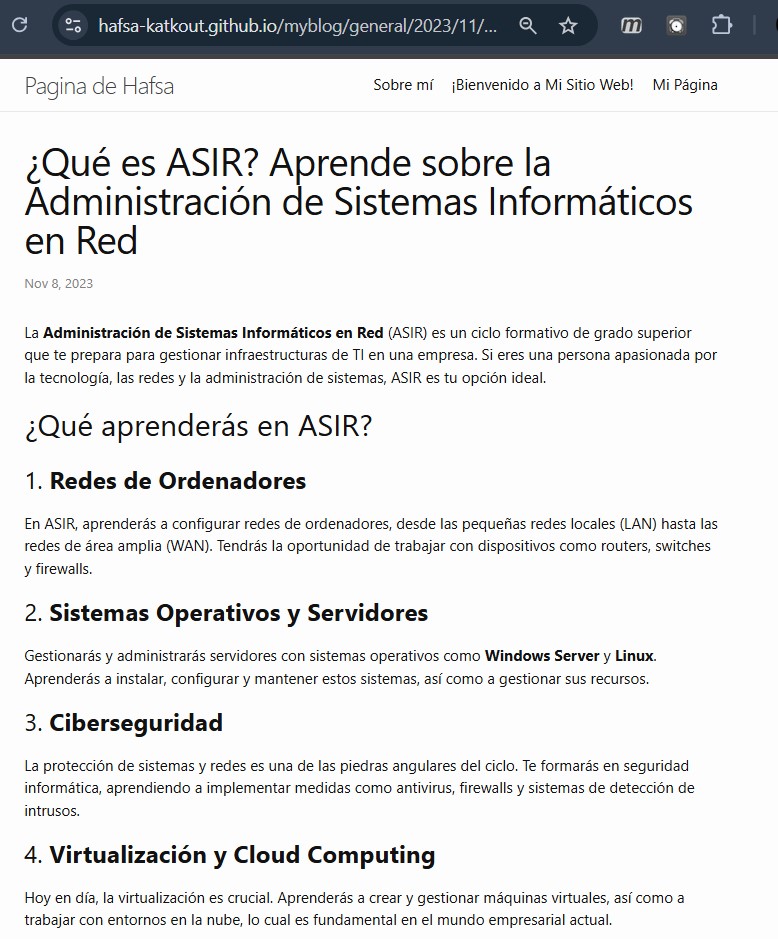 hafsa-katkout.github.io/myblog/general/2023/11/...
Pagina de Hafsa
Sobre mí ¡Bienvenido a Mi Sitio Web! Mi Página
¿Qué es ASIR? Aprende sobre la
Administración de Sistemas Informáticos
en Red
Nov 8, 2023
La Administración de Sistemas Informáticos en Red (ASIR) es un ciclo formativo de grado superior
que te prepara para gestionar infraestructuras de TI en una empresa. Si eres una persona apasionada por
la tecnología, las redes y la administración de sistemas, ASIR es tu opción ideal.
¿Qué aprenderás en ASIR?
1. Redes de Ordenadores
En ASIR, aprenderás a configurar redes de ordenadores, desde las pequeñas redes locales (LAN) hasta las
redes de área amplia (WAN). Tendrás la oportunidad de trabajar con dispositivos como routers, switches
y firewalls.
2. Sistemas Operativos y Servidores
Gestionarás y administrarás servidores con sistemas operativos como Windows Server y Linux.
Aprenderás a instalar, configurar y mantener estos sistemas, así como a gestionar sus recursos.
3. Ciberseguridad
La protección de sistemas y redes es una de las piedras angulares del ciclo. Te formarás en seguridad
informática, aprendiendo a implementar medidas como antivirus, firewalls y sistemas de detección de
intrusos.
4. Virtualización y Cloud Computing
Hoy en día, la virtualización es crucial. Aprenderás a crear y gestionar máquinas virtuales, así como a
trabajar con entornos en la nube, lo cual es fundamental en el mundo empresarial actual.